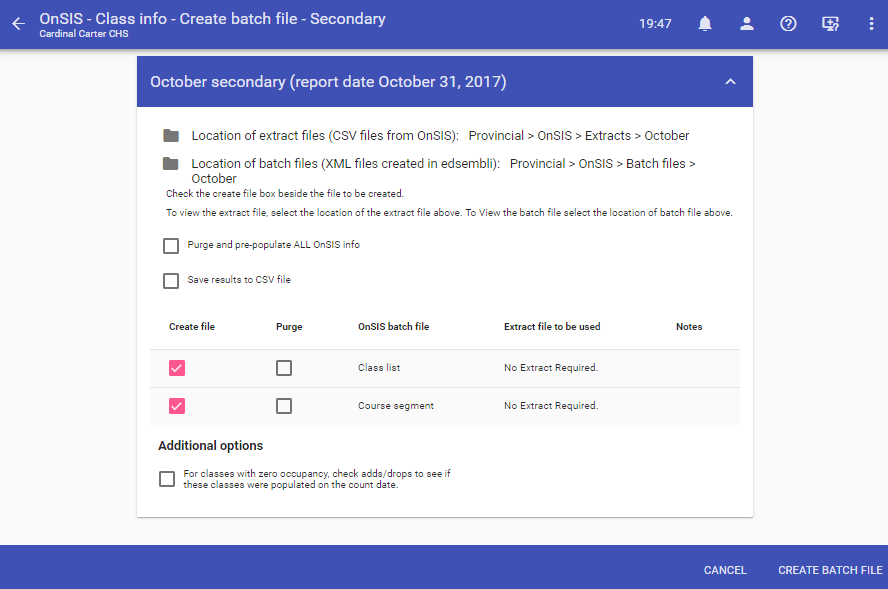 OnSIS - Class info - Create batch file - Secondary
Cardinal Carter CHS
19:47
October secondary (report date October 31, 2017)
Location of extract files (CSV files from OnSIS): Provincial > OnSIS > Extracts > October
Location of batch files (XML files created in edsembli): Provincial > OnSIS > Batch files >
October
Check the create file box beside the file to be created.
To view the extract file, select the location of the extract file above. To View the batch file select the location of batch file above.
Purge and pre-populate ALL OnSIS info
Save results to CSV file
Create file Purge OnSIS batch file Extract file to be used Notes
Class list No Extract Required.
Course segment No Extract Required.
Additional options
For classes with zero occupancy, check adds/drops to see if
these classes were populated on the count date.
CANCEL CREATE BATCH FILE